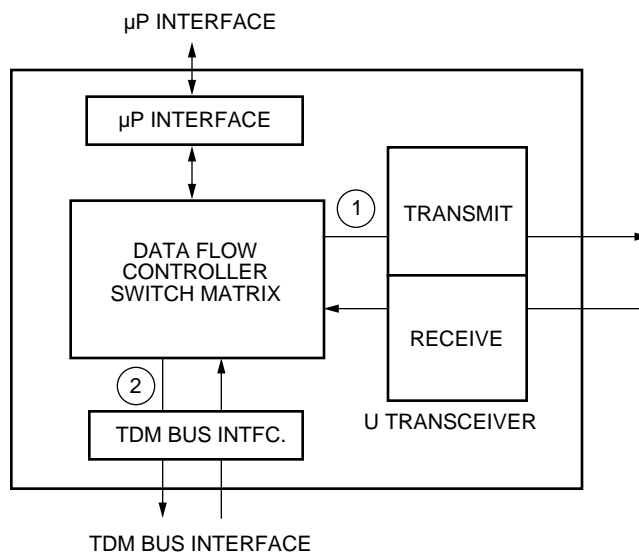 µP INTERFACE
µP INTERFACE
1
TRANSMIT
DATA FLOW
CONTROLLER
SWITCH MATRIX
RECEIVE
2
U TRANSCEIVER
TDM BUS INTFC.
TDM BUS INTERFACE